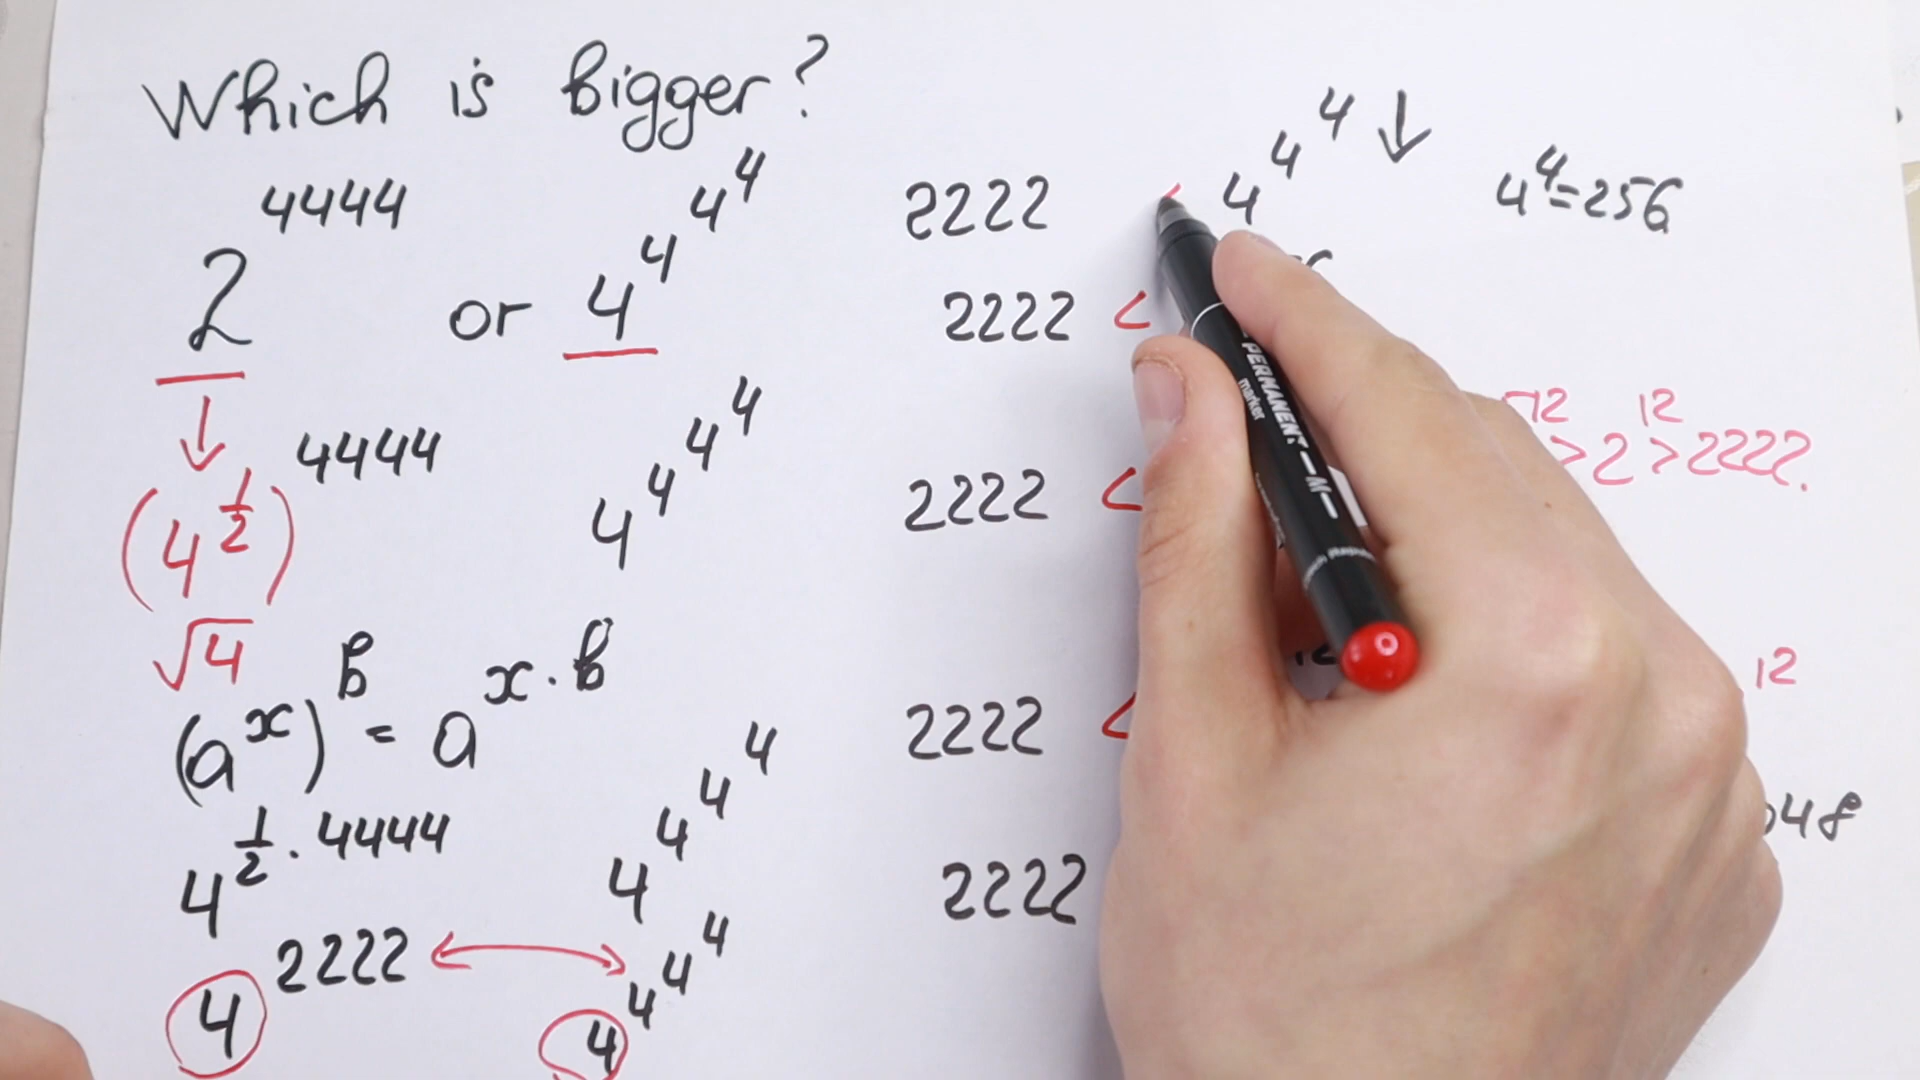 Which is bigger?
2^4444 or 4^4^4^4
(4^1/2)^4444 4^4^4^4
√4
(a^x)^b = a^x·b
4^1/2·4444 4^4^4^4
4^2222 ↔ 4^4^4^4
2222 < 4^4^4 ↓ 4^4=256
2222 <
2222 <
12 12
>2 >2222.
2222 <
12
12
48
2222
PERMANENT-M-
marker